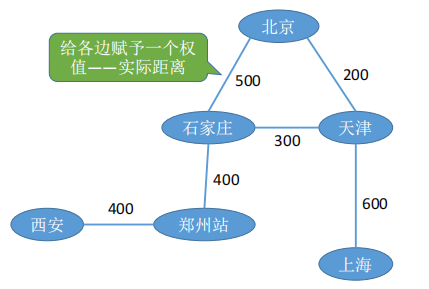 北京
给各边赋予一个权
值——实际距离
500
200
石家庄
300
天津
400
600
400
西安
郑州站
上海